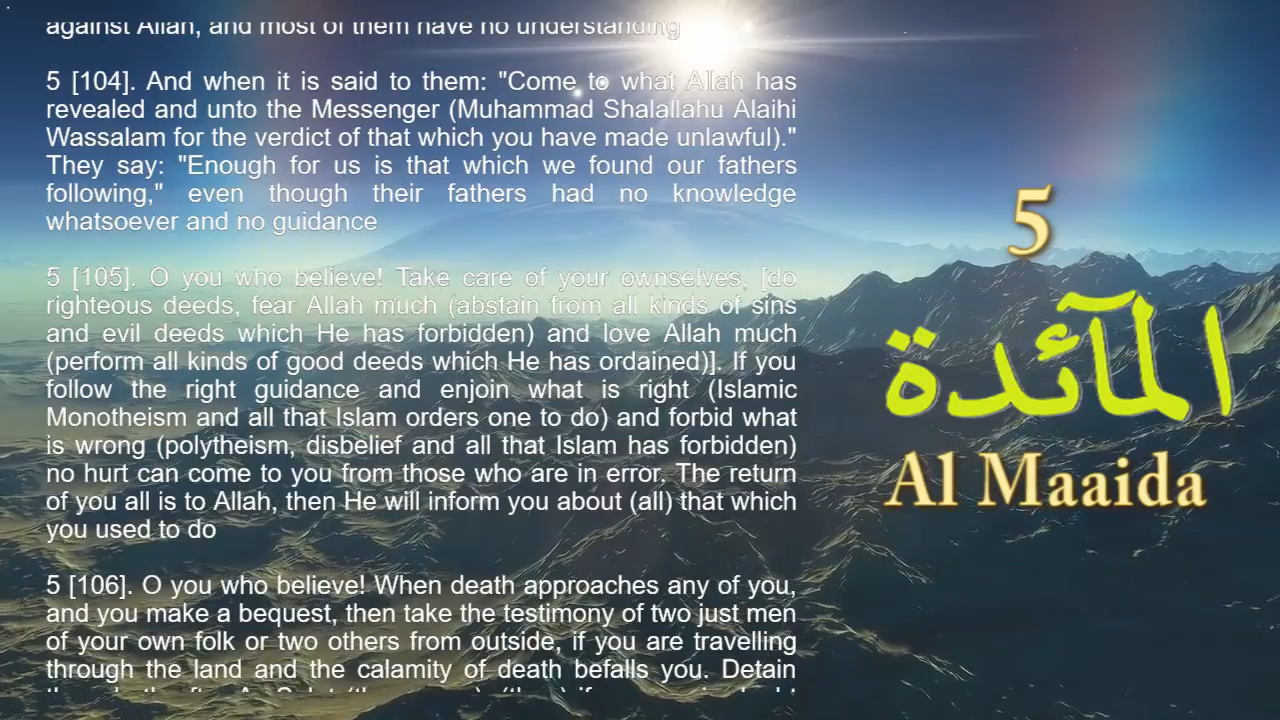 against Allah, and most of them have no understanding
5 [104]. And when it is said to them: "Come to what Allah has
revealed and unto the Messenger (Muhammad Shalallahu Alaihi
Wassalam for the verdict of that which you have made unlawful)."
They say: "Enough for us is that which we found our fathers
following," even though their fathers had no knowledge
whatsoever and no guidance
5 [105]. O you who believe! Take care of your ownselves, [do
righteous deeds, fear Allah much (abstain from all kinds of sins
and evil deeds which He has forbidden) and love Allah much
(perform all kinds of good deeds which He has ordained)]. If you
follow the right guidance and enjoin what is right (Islamic
Monotheism and all that Islam orders one to do) and forbid what
is wrong (polytheism, disbelief and all that Islam has forbidden)
no hurt can come to you from those who are in error. The return
of you all is to Allah, then He will inform you about (all) that which
you used to do
5 [106]. O you who believe! When death approaches any of you,
and you make a bequest, then take the testimony of two just men
of your own folk or two others from outside, if you are travelling
through the land and the calamity of death befalls you. Detain
5
المآئدة
Al Maaida